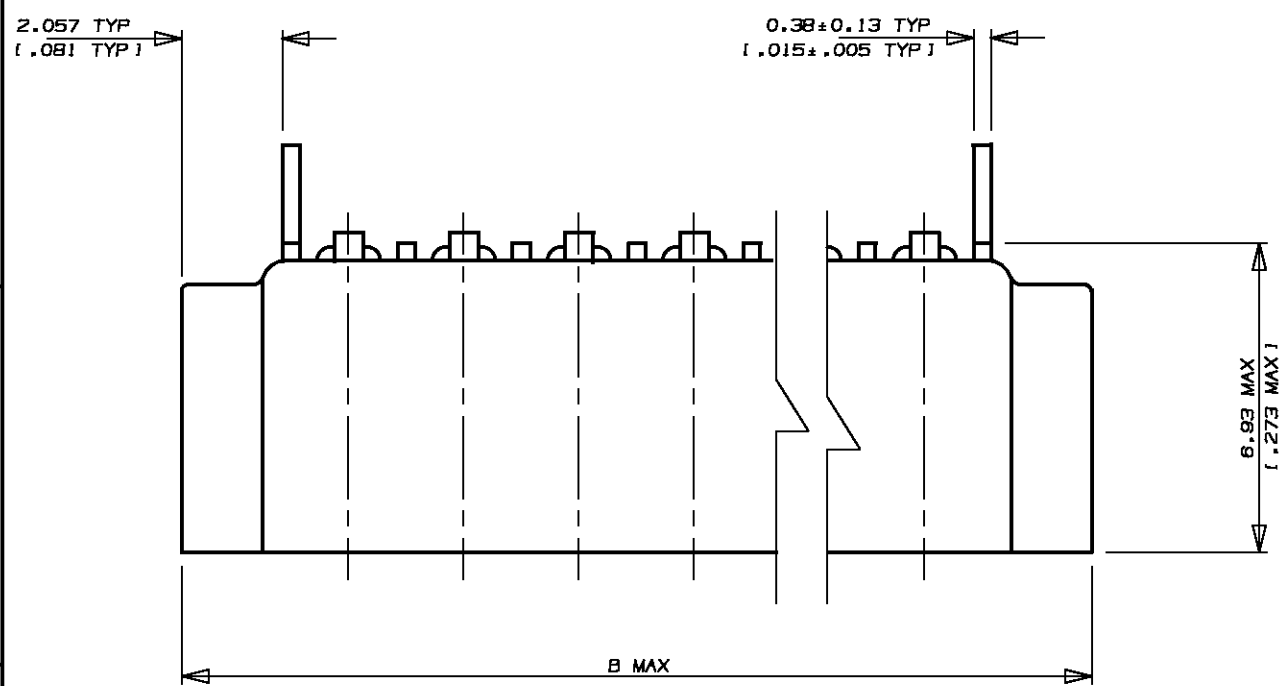 2.057 TYP
[.081 TYP]
0.38±0.13 TYP
[.015±.005 TYP]
6.93 MAX
[.273 MAX]
B MAX